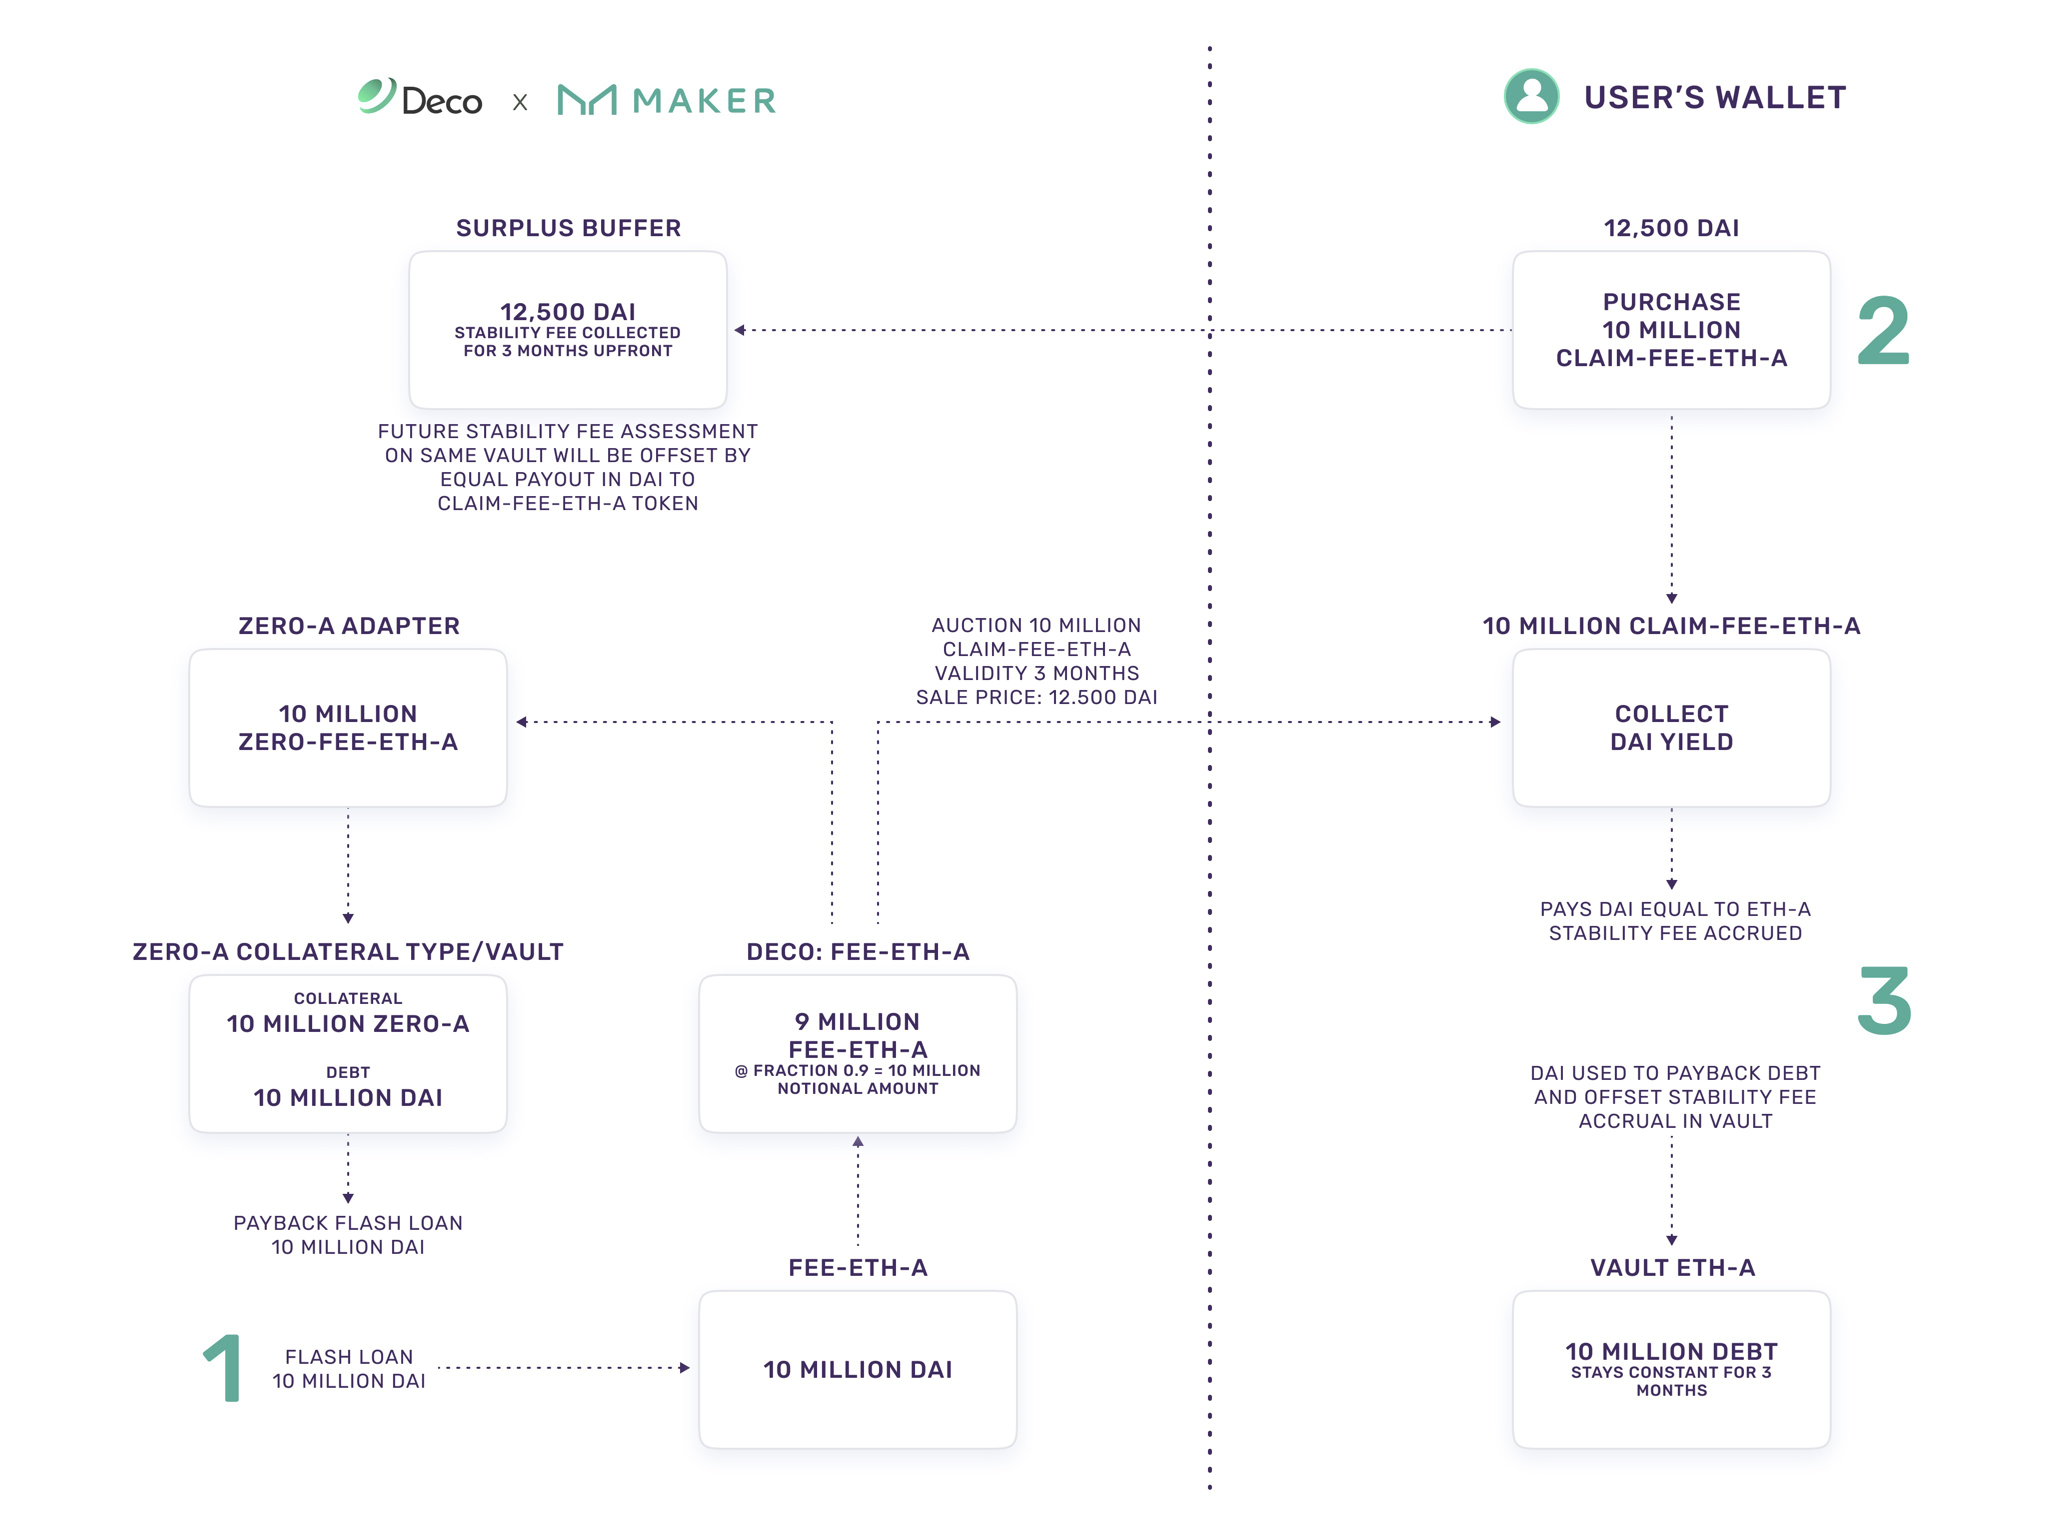 Deco x MAKER
USER'S WALLET
SURPLUS BUFFER
12,500 DAI
STABILITY FEE COLLECTED
FOR 3 MONTHS UPFRONT
FUTURE STABILITY FEE ASSESSMENT
ON SAME VAULT WILL BE OFFSET BY
EQUAL PAYOUT IN DAI TO
CLAIM-FEE-ETH-A TOKEN
12,500 DAI
PURCHASE
10 MILLION
CLAIM-FEE-ETH-A
2
ZERO-A ADAPTER
10 MILLION
ZERO-FEE-ETH-A
AUCTION 10 MILLION
CLAIM-FEE-ETH-A
VALIDITY 3 MONTHS
SALE PRICE: 12.500 DAI
10 MILLION CLAIM-FEE-ETH-A
COLLECT
DAI YIELD
PAYS DAI EQUAL TO ETH-A
STABILITY FEE ACCRUED
3
ZERO-A COLLATERAL TYPE/VAULT
COLLATERAL
10 MILLION ZERO-A
DEBT
10 MILLION DAI
DECO: FEE-ETH-A
9 MILLION
FEE-ETH-A
@ FRACTION 0.9 = 10 MILLION
NOTIONAL AMOUNT
DAI USED TO PAYBACK DEBT
AND OFFSET STABILITY FEE
ACCRUAL IN VAULT
PAYBACK FLASH LOAN
10 MILLION DAI
FEE-ETH-A
10 MILLION DAI
1
FLASH LOAN
10 MILLION DAI
VAULT ETH-A
10 MILLION DEBT
STAYS CONSTANT FOR 3
MONTHS